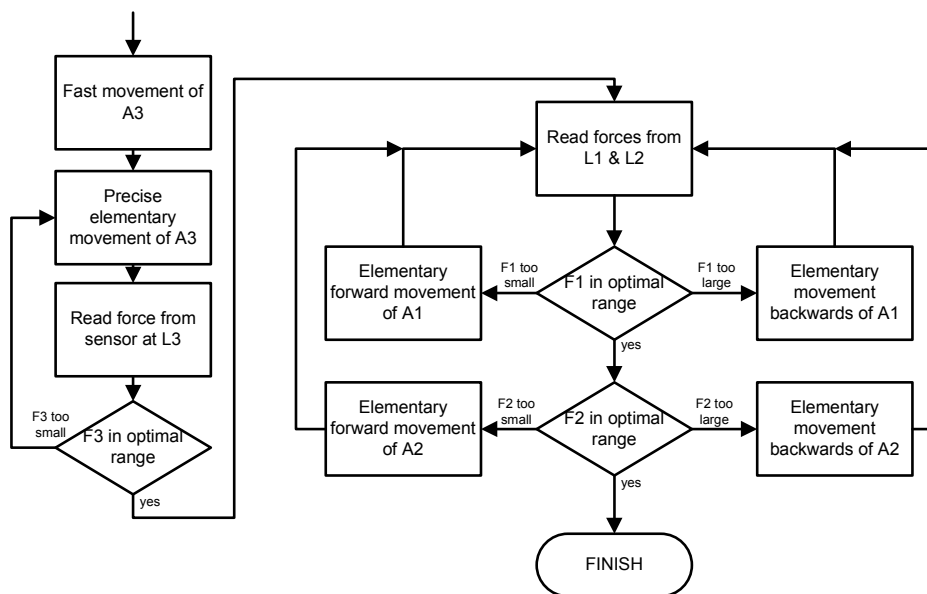 Fast movement of
A3
Precise
elementary
movement of A3
Read force from
sensor at L3
F3 too
small
F3 in optimal
range
yes
Read forces from
L1 & L2
Elementary
forward movement
of A1
F1 too
small
F1 in optimal
range
F1 too
large
Elementary
movement
backwards of A1
yes
Elementary
forward movement
of A2
F2 too
small
F2 in optimal
range
F2 too
large
Elementary
movement
backwards of A2
yes
FINISH